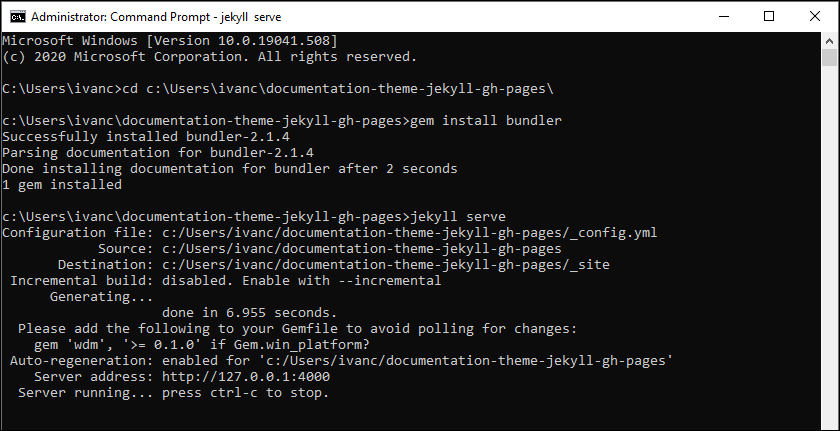 Administrator: Command Prompt - jekyll  serve
Microsoft Windows [Version 10.0.19041.508]
(c) 2020 Microsoft Corporation. All rights reserved.
C:\Users\ivanc>cd c:\Users\ivanc\documentation-theme-jekyll-gh-pages\
c:\Users\ivanc\documentation-theme-jekyll-gh-pages>gem install bundler
Successfully installed bundler-2.1.4
Parsing documentation for bundler-2.1.4
Done installing documentation for bundler after 2 seconds
1 gem installed
c:\Users\ivanc\documentation-theme-jekyll-gh-pages>jekyll serve
Configuration file: c:/Users/ivanc/documentation-theme-jekyll-gh-pages/_config.yml
Source: c:/Users/ivanc/documentation-theme-jekyll-gh-pages
Destination: c:/Users/ivanc/documentation-theme-jekyll-gh-pages/_site
Incremental build: disabled. Enable with --incremental
Generating...
done in 6.955 seconds.
Please add the following to your Gemfile to avoid polling for changes:
gem 'wdm', '>= 0.1.0' if Gem.win_platform?
Auto-regeneration: enabled for 'c:/Users/ivanc/documentation-theme-jekyll-gh-pages'
Server address: http://127.0.0.1:4000
Server running... press ctrl-c to stop.